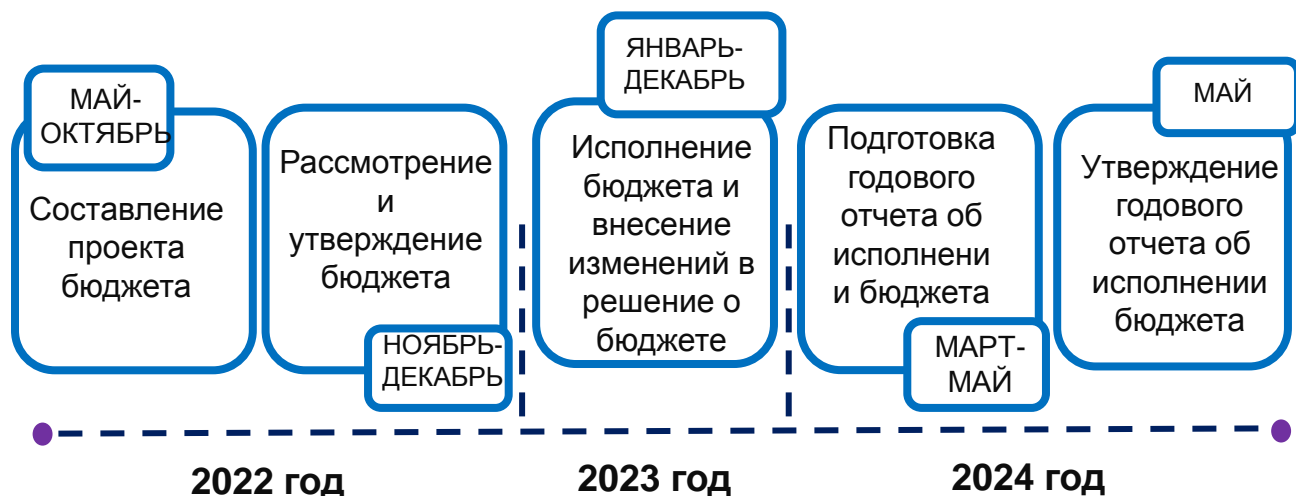 МАЙ-
ОКТЯБРЬ
Составление
проекта
бюджета
Рассмотрение
и
утверждение
бюджета
НОЯБРЬ-
ДЕКАБРЬ
ЯНВАРЬ-
ДЕКАБРЬ
Исполнение
бюджета и
внесение
изменений в
решение о
бюджете
Подготовка
годового
отчета об
исполнени
и бюджета
МАРТ-
МАЙ
МАЙ
Утверждение
годового
отчета об
исполнении
бюджета
2022 год
2023 год
2024 год